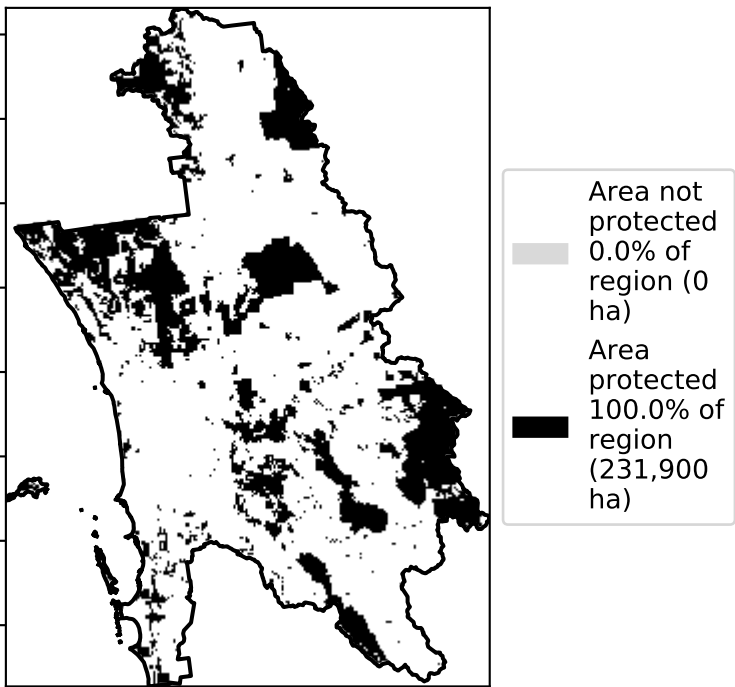 Area not
protected
0.0% of
region (0
ha)
Area
protected
100.0% of
region
(231,900
ha)